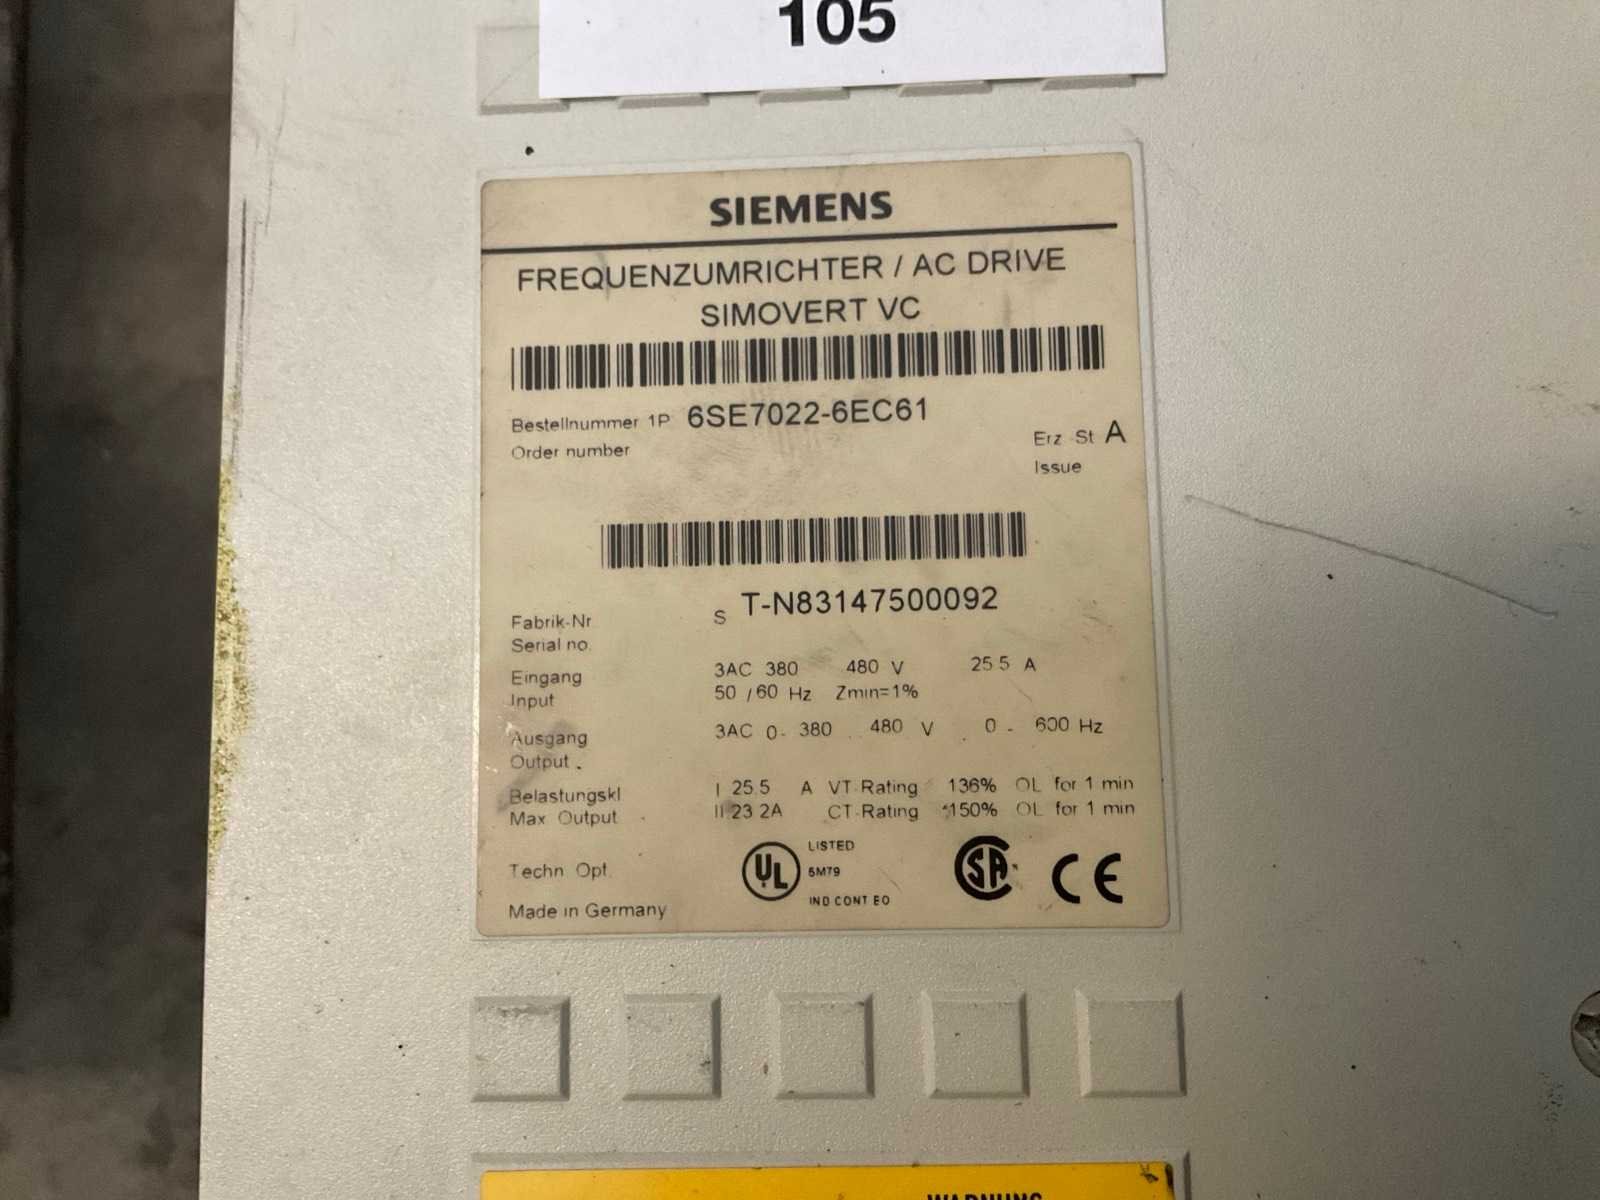 105
SIEMENS
FREQUENZUMRICHTER / AC DRIVE
SIMOVERT VC
Bestellnummer 1P 6SE7022-6EC61
Order number
Erz St A
Issue
Fabrik-Nr S T-N83147500092
Serial no.
Eingang 3AC 380 480 V 25.5 A
Input 50 / 60 Hz Zmin=1%
Ausgang 3AC 0- 380 . . 480 V . 0 - 600 Hz
Output
Belastungskl I 25.5 A VT-Rating 136% OL for 1 min
Max Output II 23.2A CT-Rating 150% OL for 1 min
Techn Opt.
UL LISTED
5M79
IND CONT EQ
SA CE
Made in Germany
WARNUNG